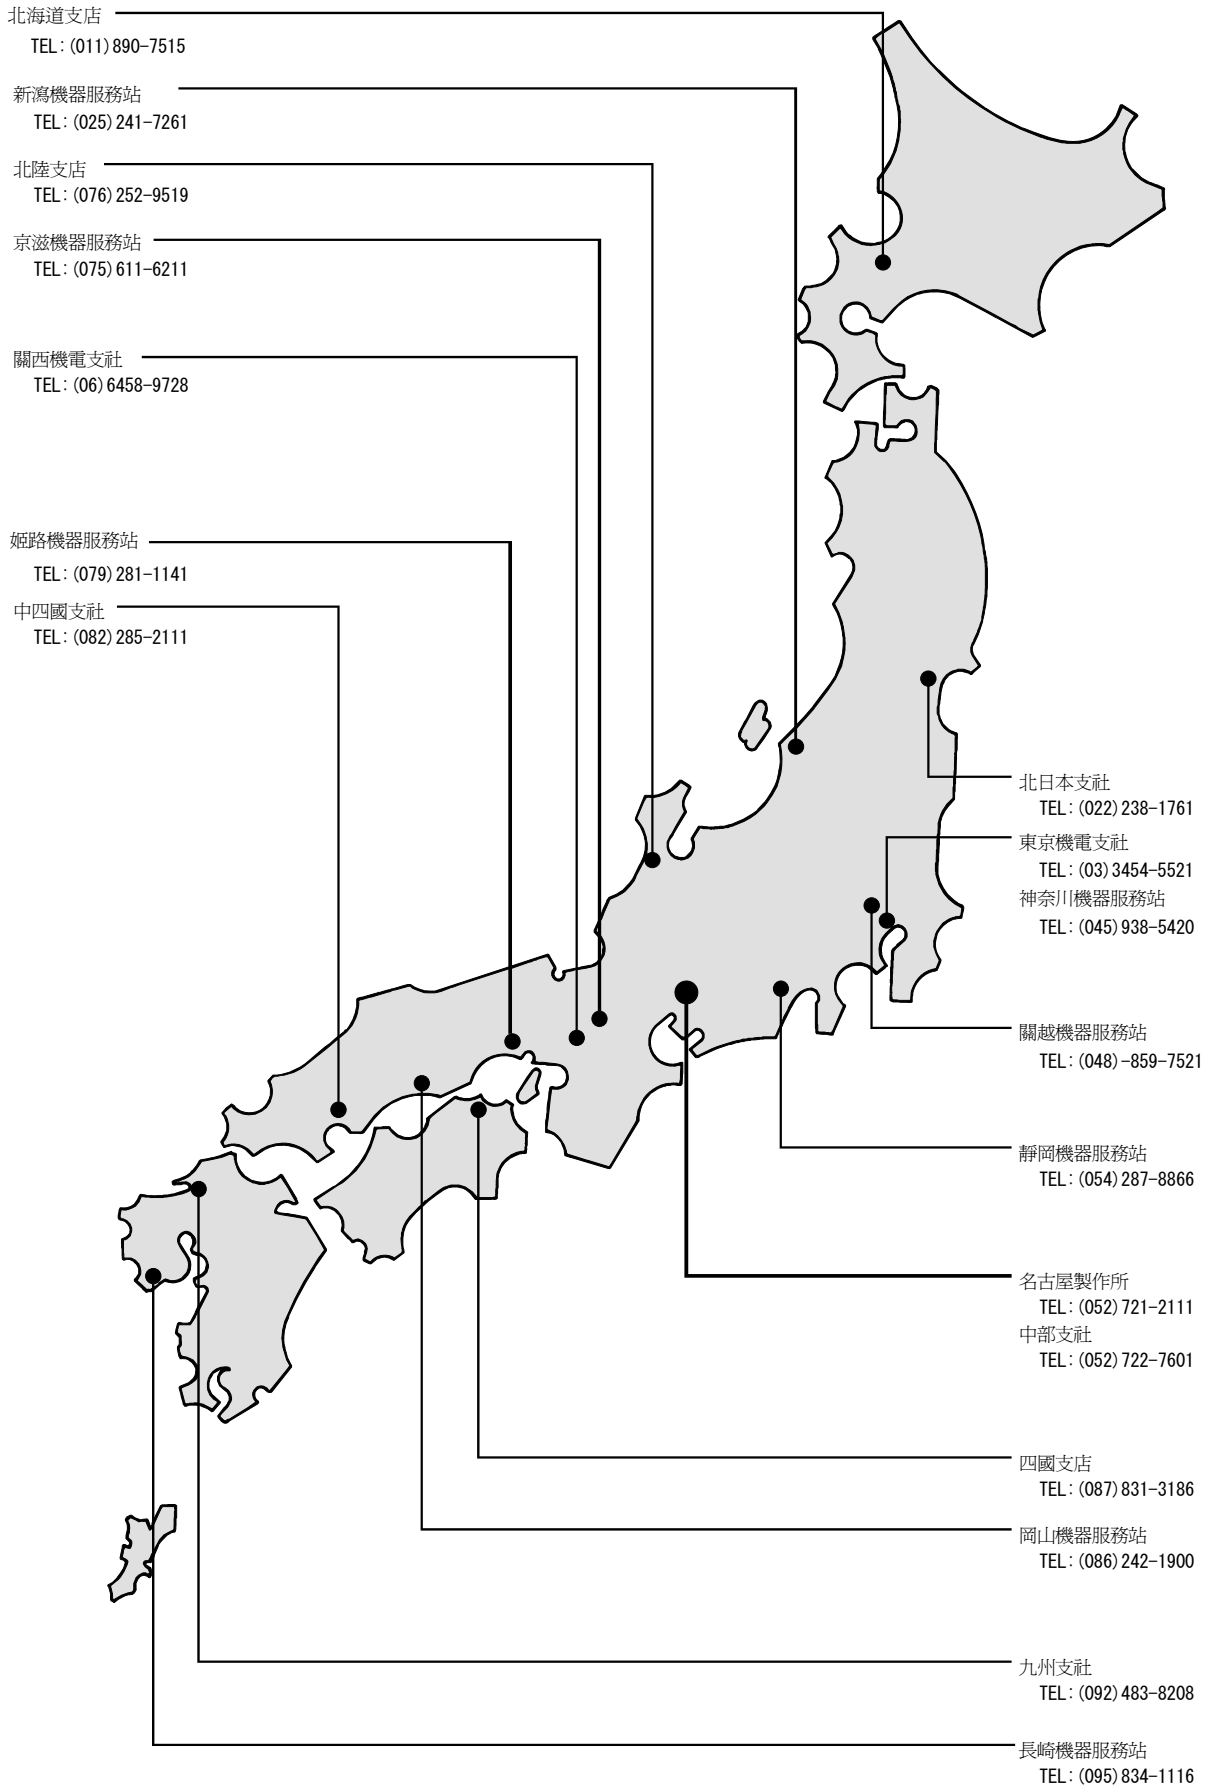 北海道支店
TEL:(011)890-7515
新瀉機器服務站
TEL:(025)241-7261
北陸支店
TEL:(076)252-9519
京滋機器服務站
TEL:(075)611-6211
關西機電支社
TEL:(06)6458-9728
姬路機器服務站
TEL:(079)281-1141
中四國支社
TEL:(082)285-2111
北日本支社
TEL:(022)238-1761
東京機電支社
TEL:(03)3454-5521
神奈川機器服務站
TEL:(045)938-5420
關越機器服務站
TEL:(048)-859-7521
靜岡機器服務站
TEL:(054)287-8866
名古屋製作所
TEL:(052)721-2111
中部支社
TEL:(052)722-7601
四國支店
TEL:(087)831-3186
岡山機器服務站
TEL:(086)242-1900
九州支社
TEL:(092)483-8208
長崎機器服務站
TEL:(095)834-1116